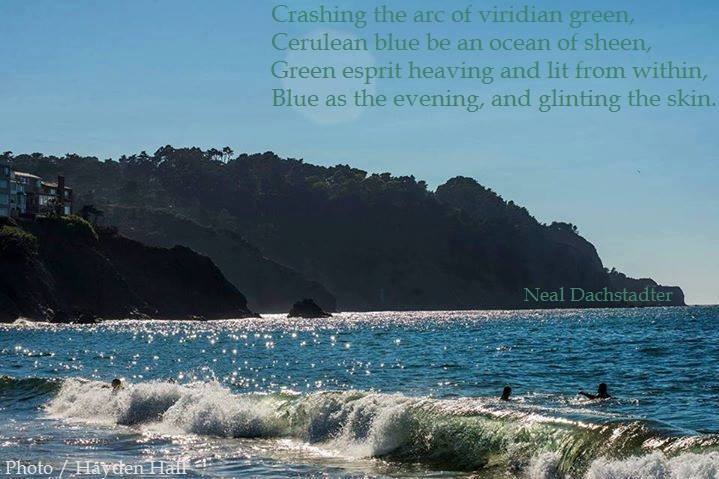 Crashing the arc of viridian green,
Cerulean blue be an ocean of sheen,
Green esprit heaving and lit from within,
Blue as the evening, and glinting the skin.
Neal Dachstadter
Photo / Hayden Hall